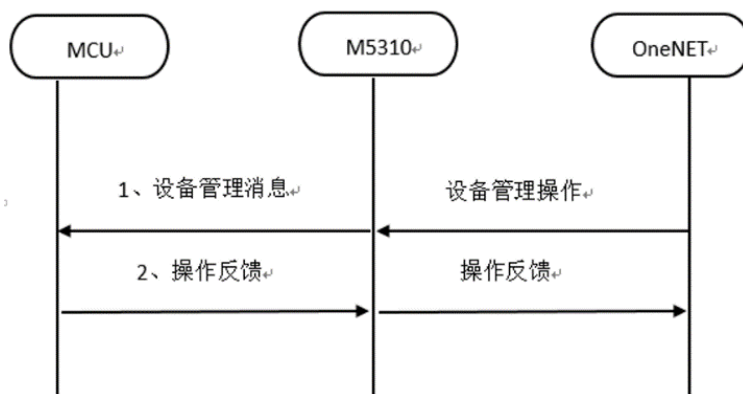 MCU
M5310
OneNET
1、设备管理消息
设备管理操作
2、操作反馈
操作反馈